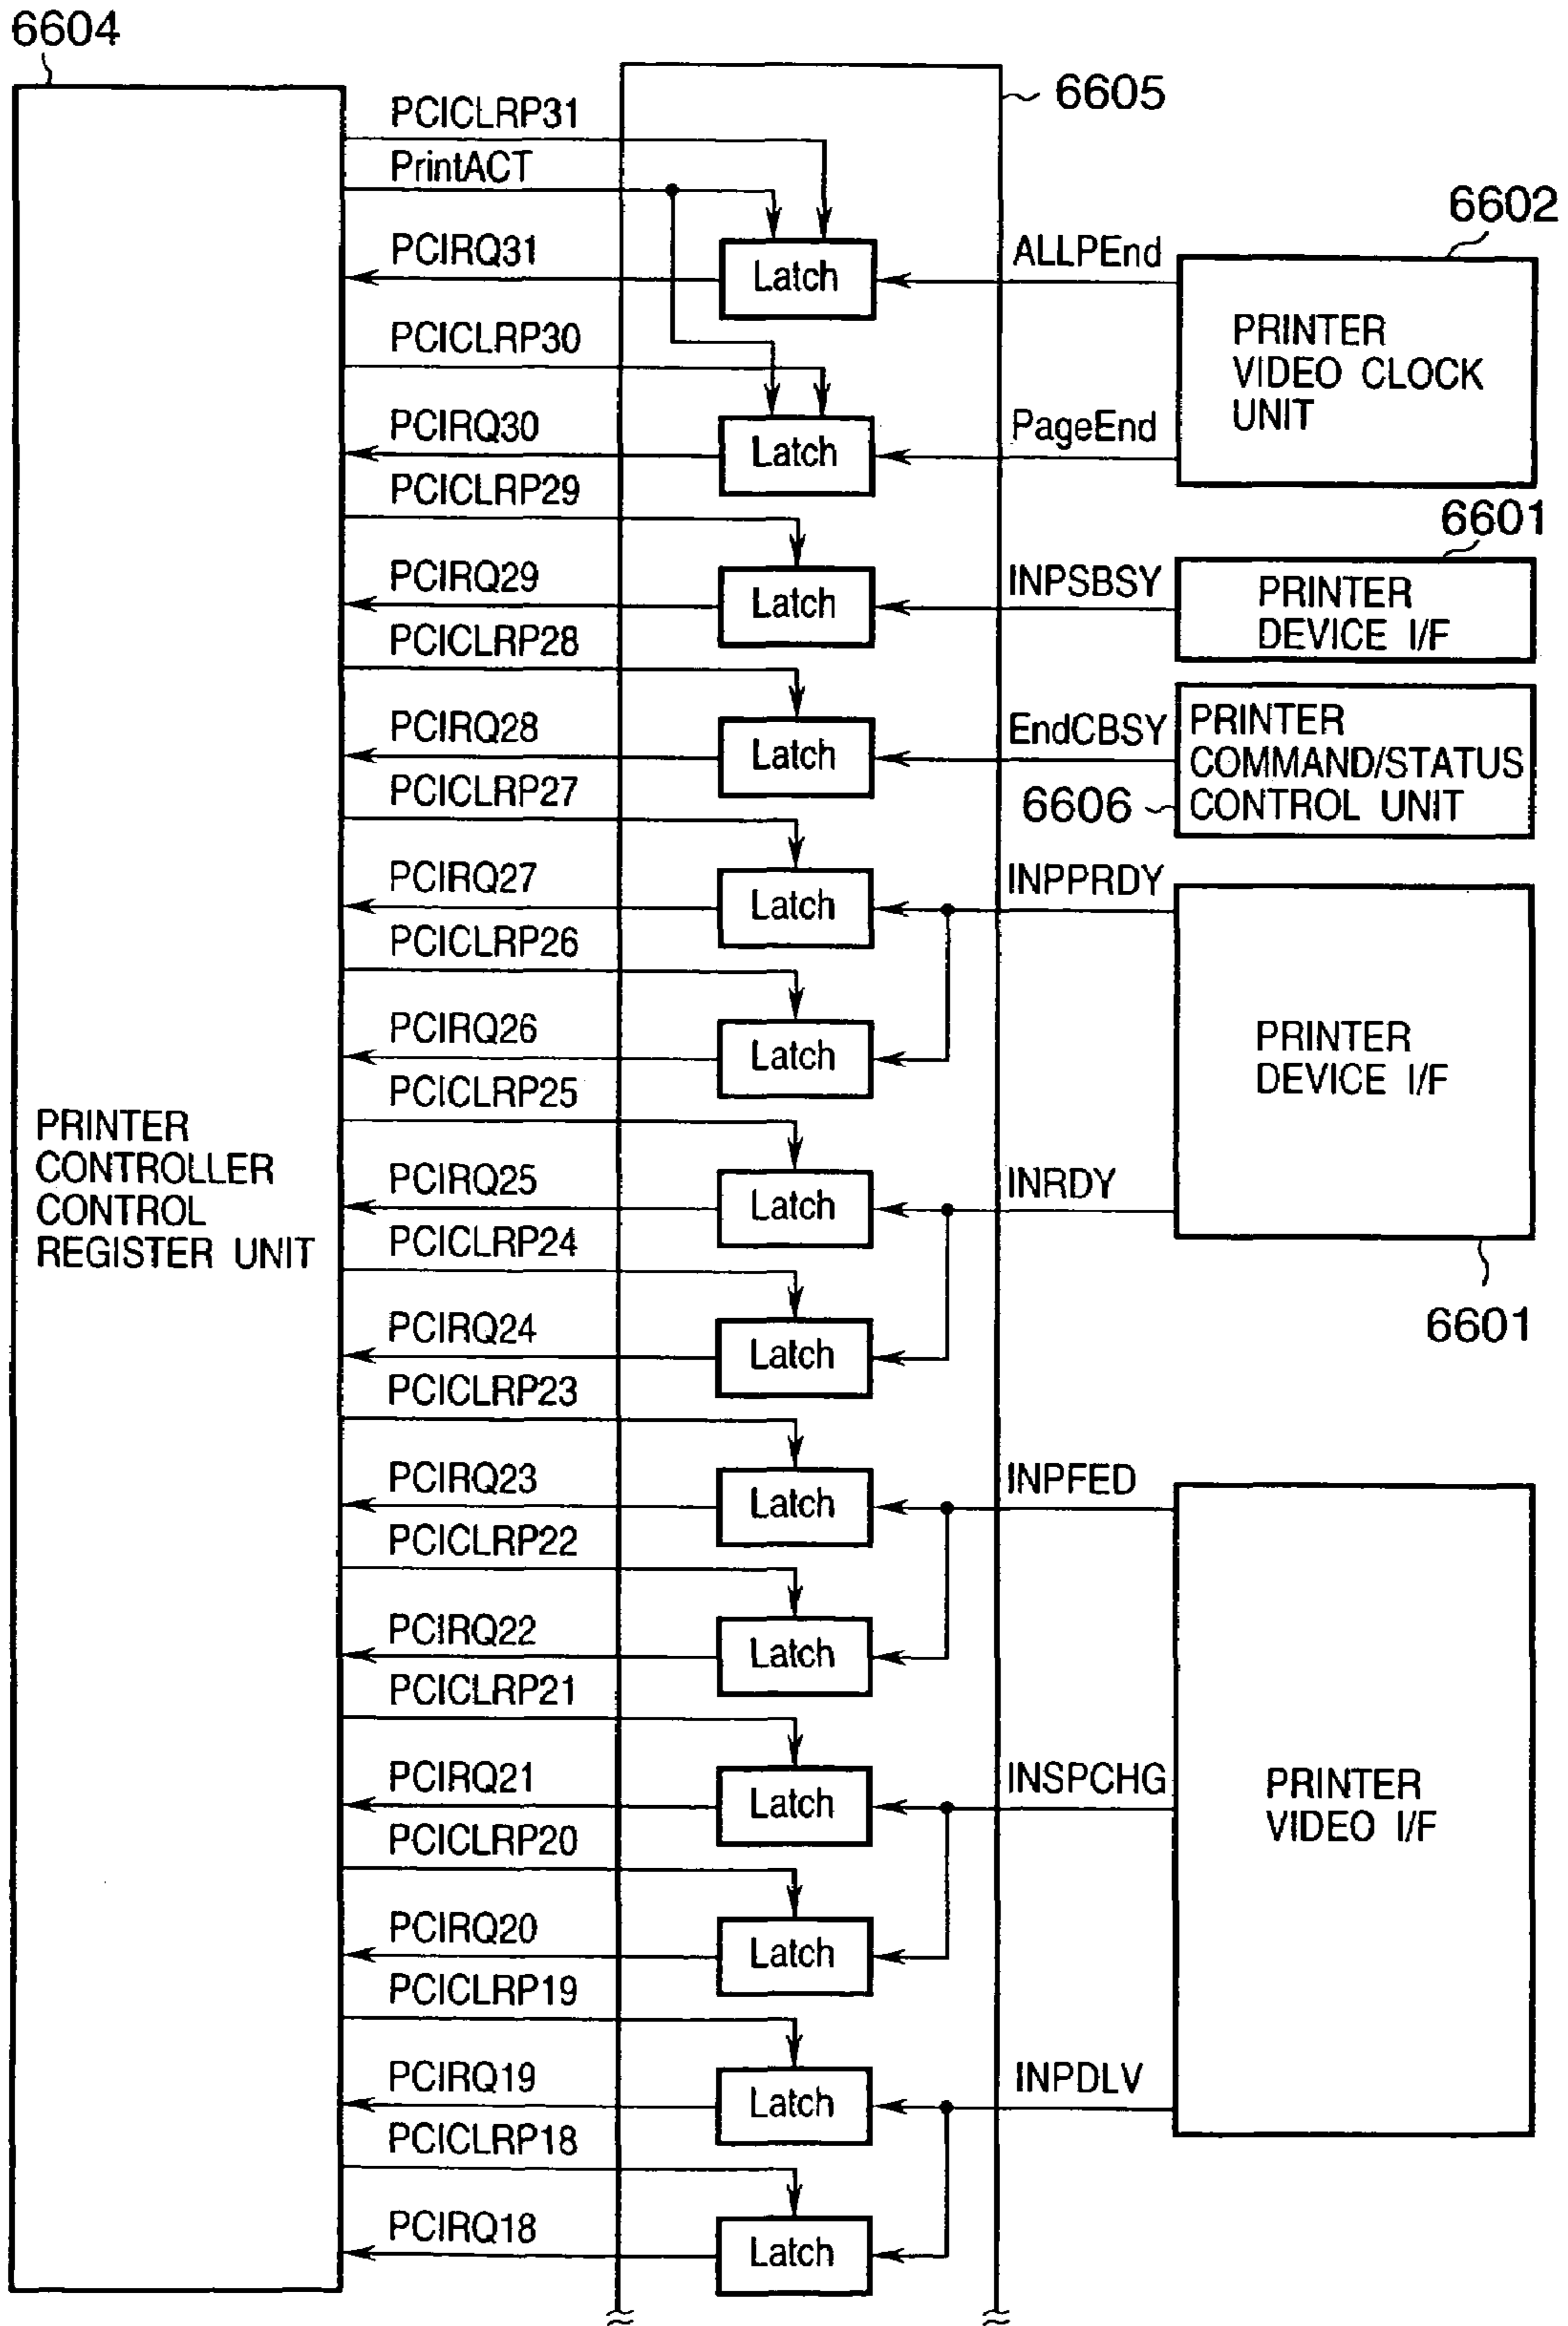 6604
6605
PCICLRP31
PrintACT
6602
PCIRQ31
Latch
ALLPEnd
PRINTER
VIDEO CLOCK
UNIT
PCICLRP30
PCIRQ30
Latch
PageEnd
PCICLRP29
6601
PCIRQ29
Latch
INPSBSY
PRINTER
DEVICE I/F
PCICLRP28
PCIRQ28
Latch
EndCBSY
PRINTER
COMMAND/STATUS
CONTROL UNIT
6606
PCICLRP27
PCIRQ27
Latch
INPPRDY
PCICLRP26
PCIRQ26
Latch
PRINTER
DEVICE I/F
PCICLRP25
PRINTER
CONTROLLER
CONTROL
REGISTER UNIT
PCIRQ25
Latch
INRDY
PCICLRP24
6601
PCIRQ24
Latch
PCICLRP23
PCIRQ23
Latch
INPFED
PCICLRP22
PCIRQ22
Latch
PCICLRP21
PCIRQ21
Latch
INSPCHG
PRINTER
VIDEO I/F
PCICLRP20
PCIRQ20
Latch
PCICLRP19
PCIRQ19
Latch
INPDLV
PCICLRP18
PCIRQ18
Latch